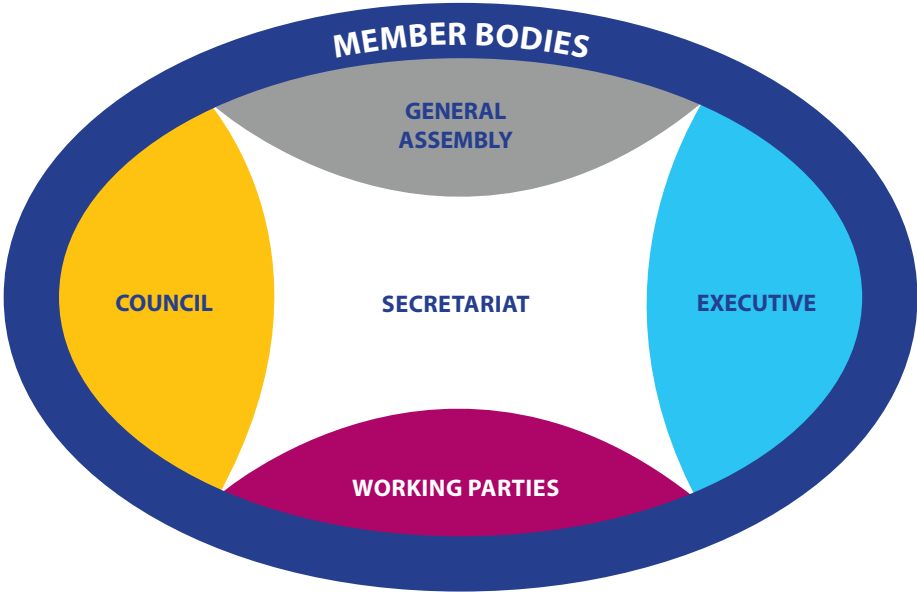 MEMBER BODIES
GENERAL
ASSEMBLY
COUNCIL
SECRETARIAT
EXECUTIVE
WORKING PARTIES